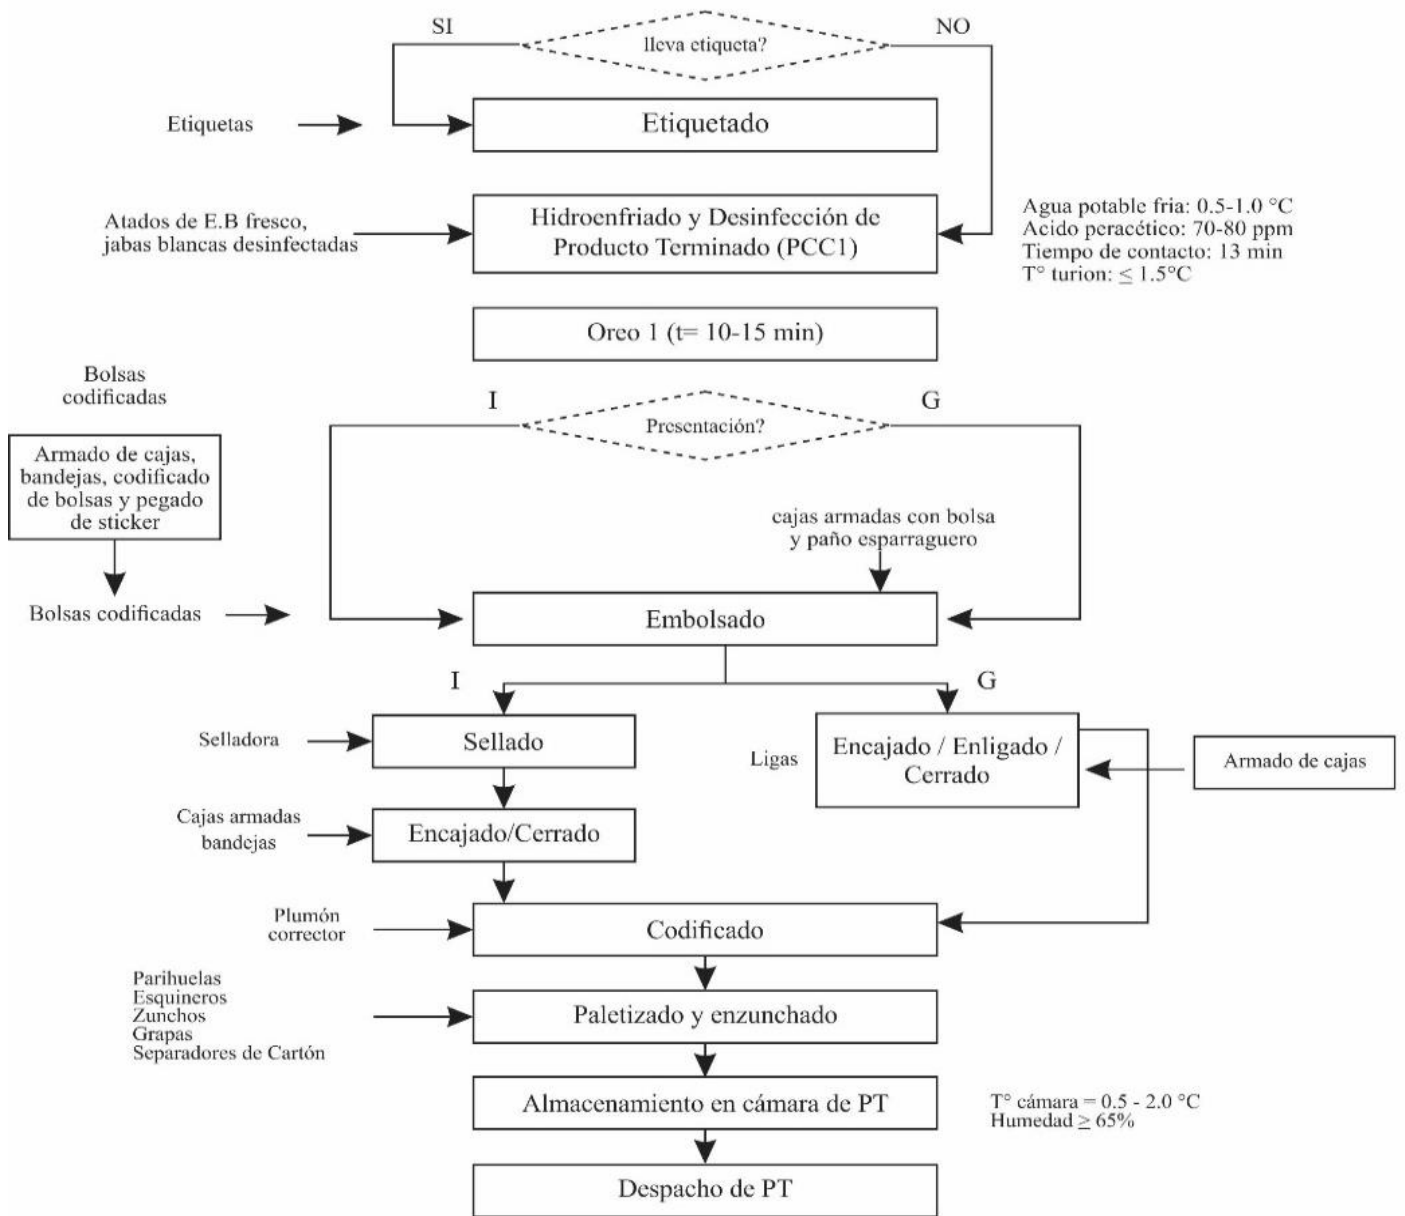 SI
NO
lleva etiqueta?
Etiquetas
Etiquetado
Atados de E.B fresco,
jabas blancas desinfectadas
Hidroenfriado y Desinfección de
Producto Terminado (PCC1)
Agua potable fria: 0.5-1.0 °C
Acido peracético: 70-80 ppm
Tiempo de contacto: 13 min
T° turion: ≤ 1.5°C
Oreo 1 (t= 10-15 min)
Bolsas
codificadas
I
G
Presentación?
Armado de cajas,
bandejas, codificado
de bolsas y pegado
de sticker
cajas armadas con bolsa
y paño esparraguero
Bolsas codificadas
Embolsado
I
G
Selladora
Sellado
Ligas
Encajado / Enligado /
Cerrado
Armado de cajas
Cajas armadas
bandejas
Encajado/Cerrado
Plumón
corrector
Codificado
Parihuelas
Esquineros
Zunchos
Grapas
Separadores de Cartón
Paletizado y enzunchado
Almacenamiento en cámara de PT
T° cámara = 0.5 - 2.0 °C
Humedad ≥ 65%
Despacho de PT